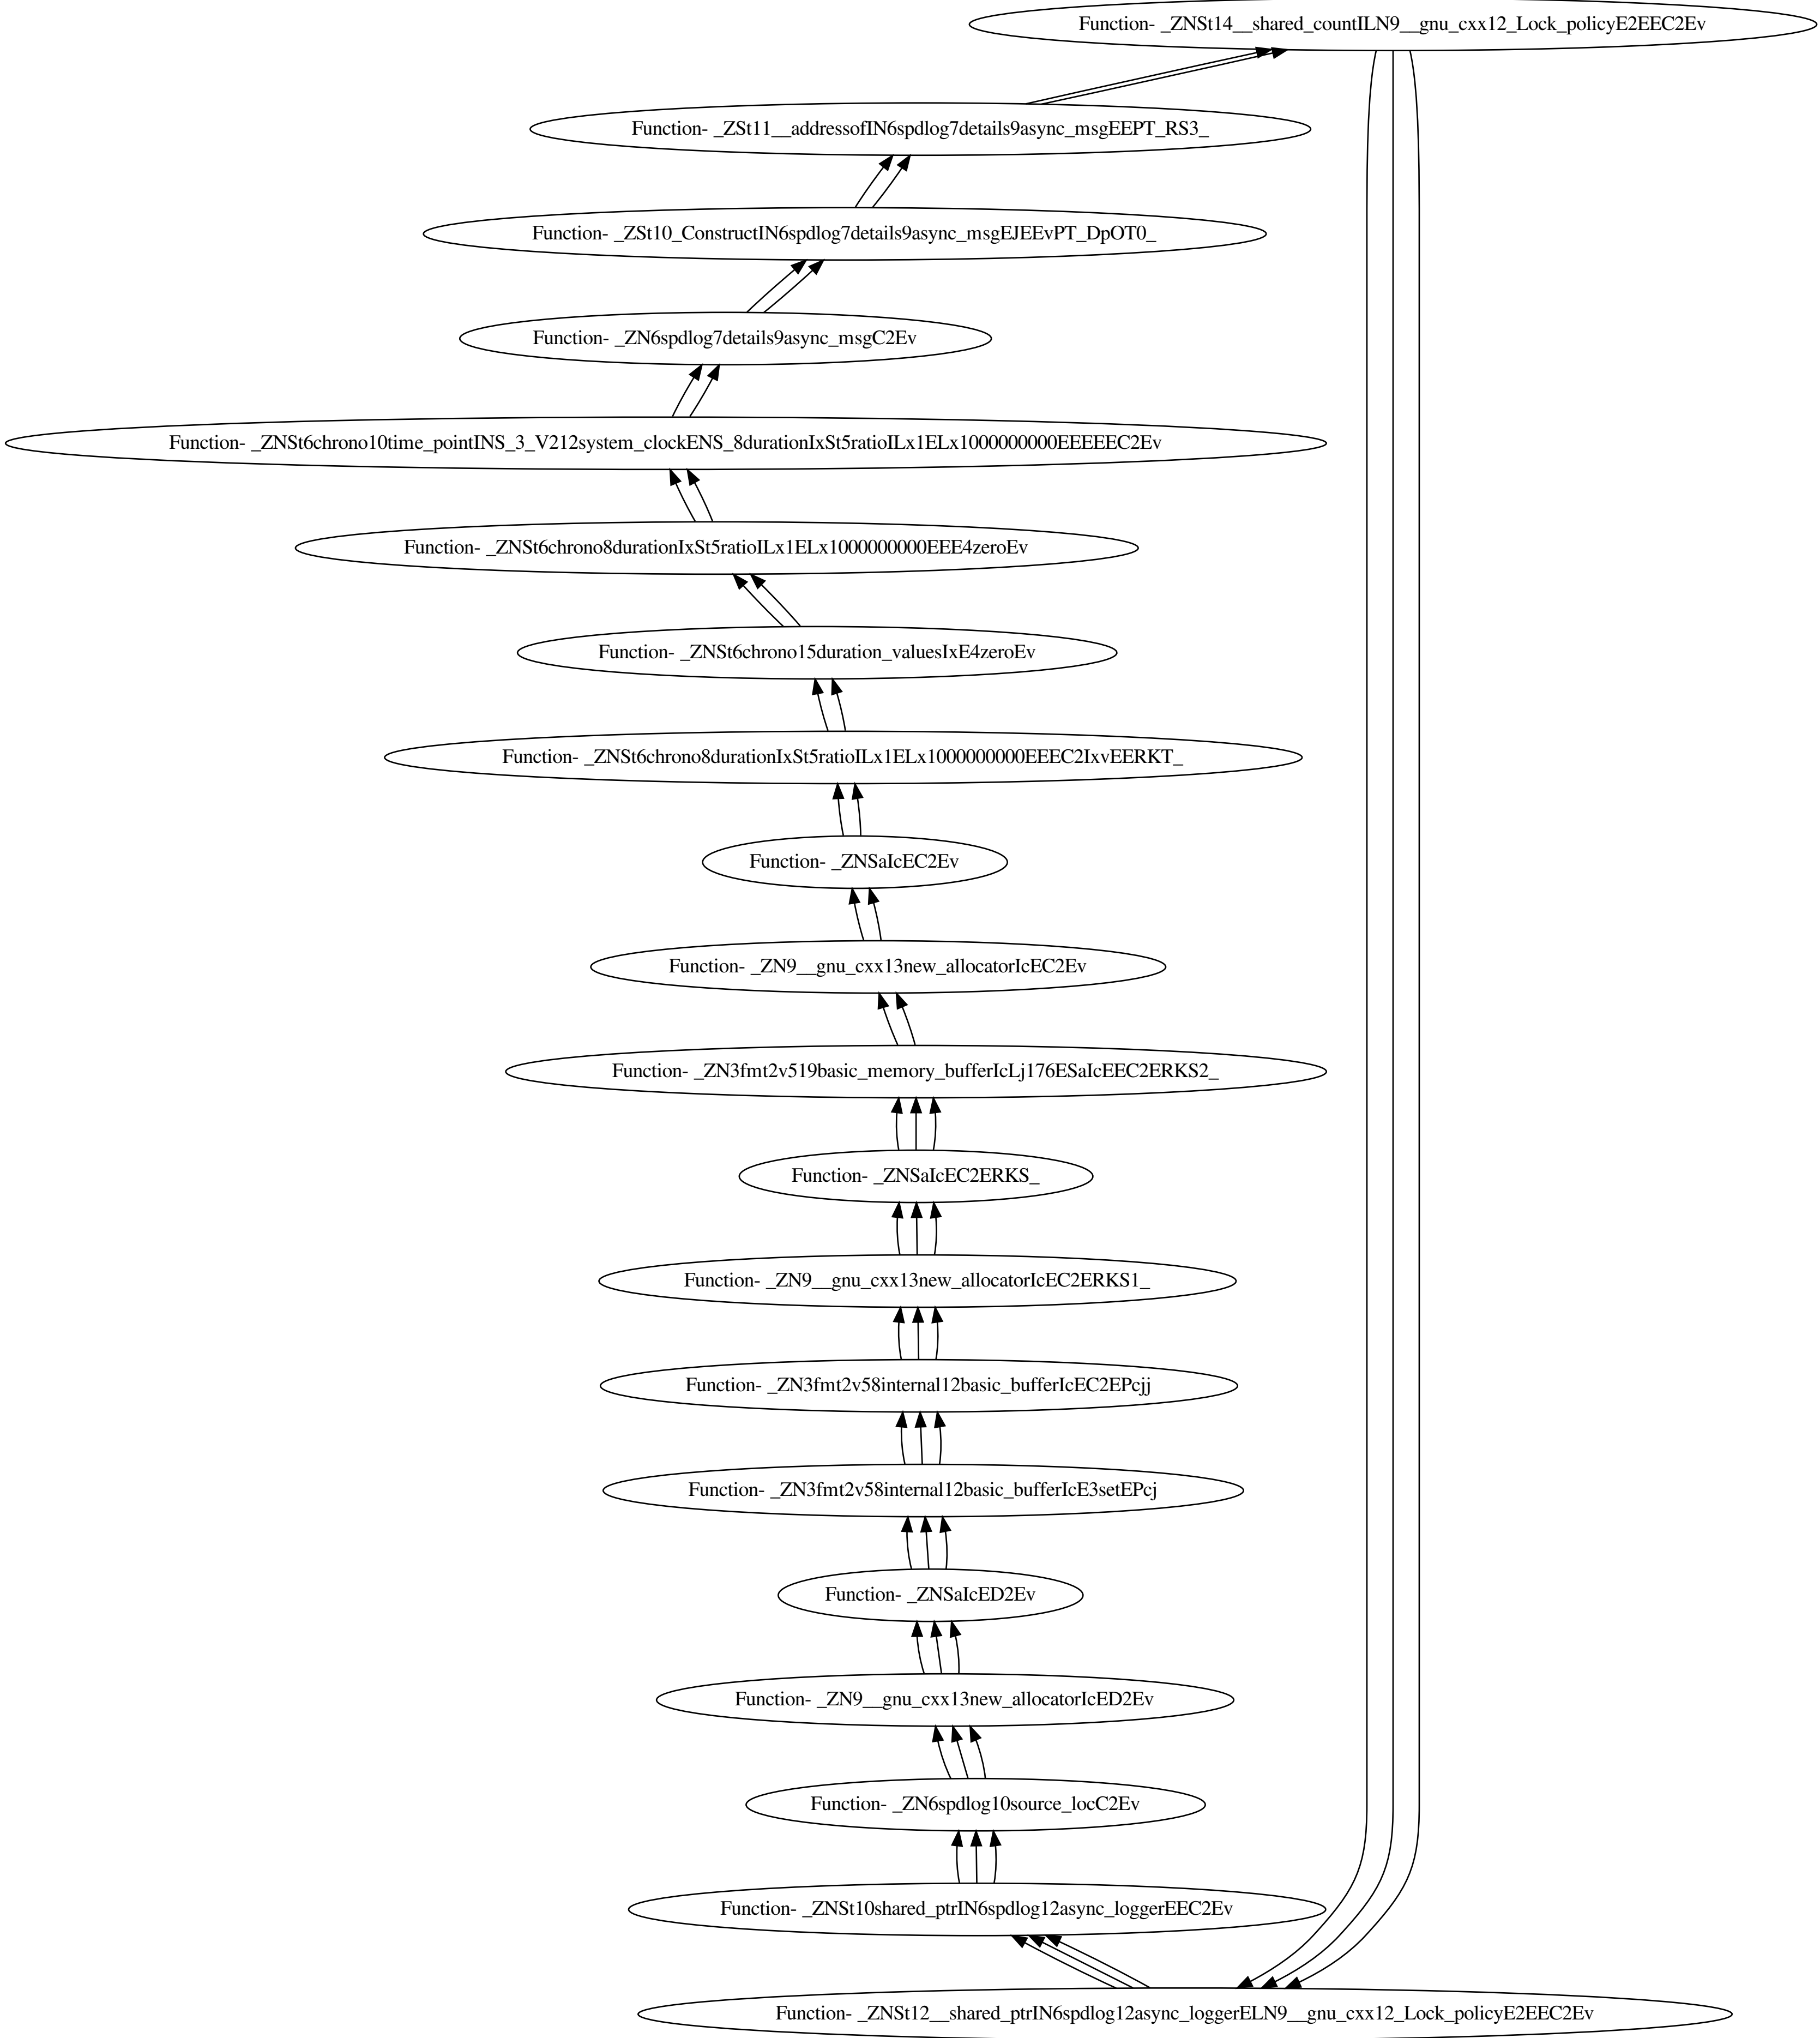 Function- _ZNSt14__shared_countILN9__gnu_cxx12_Lock_policyE2EEC2Ev
Function- _ZSt11__addressofIN6spdlog7details9async_msgEEPT_RS3_
Function- _ZSt10_ConstructIN6spdlog7details9async_msgEJEEvPT_DpOT0_
Function- _ZN6spdlog7details9async_msgC2Ev
Function- _ZNSt6chrono10time_pointINS_3_V212system_clockENS_8durationIxSt5ratioILx1ELx1000000000EEEEEC2Ev
Function- _ZNSt6chrono8durationIxSt5ratioILx1ELx1000000000EEE4zeroEv
Function- _ZNSt6chrono15duration_valuesIxE4zeroEv
Function- _ZNSt6chrono8durationIxSt5ratioILx1ELx1000000000EEEC2IxvEERKT_
Function- _ZNSaIcEC2Ev
Function- _ZN9__gnu_cxx13new_allocatorIcEC2Ev
Function- _ZN3fmt2v519basic_memory_bufferIcLj176ESaIcEEC2ERKS2_
Function- _ZNSaIcEC2ERKS_
Function- _ZN9__gnu_cxx13new_allocatorIcEC2ERKS1_
Function- _ZN3fmt2v58internal12basic_bufferIcEC2EPcjj
Function- _ZN3fmt2v58internal12basic_bufferIcE3setEPcj
Function- _ZNSaIcED2Ev
Function- _ZN9__gnu_cxx13new_allocatorIcED2Ev
Function- _ZN6spdlog10source_locC2Ev
Function- _ZNSt10shared_ptrIN6spdlog12async_loggerEEC2Ev
Function- _ZNSt12__shared_ptrIN6spdlog12async_loggerELN9__gnu_cxx12_Lock_policyE2EEC2Ev